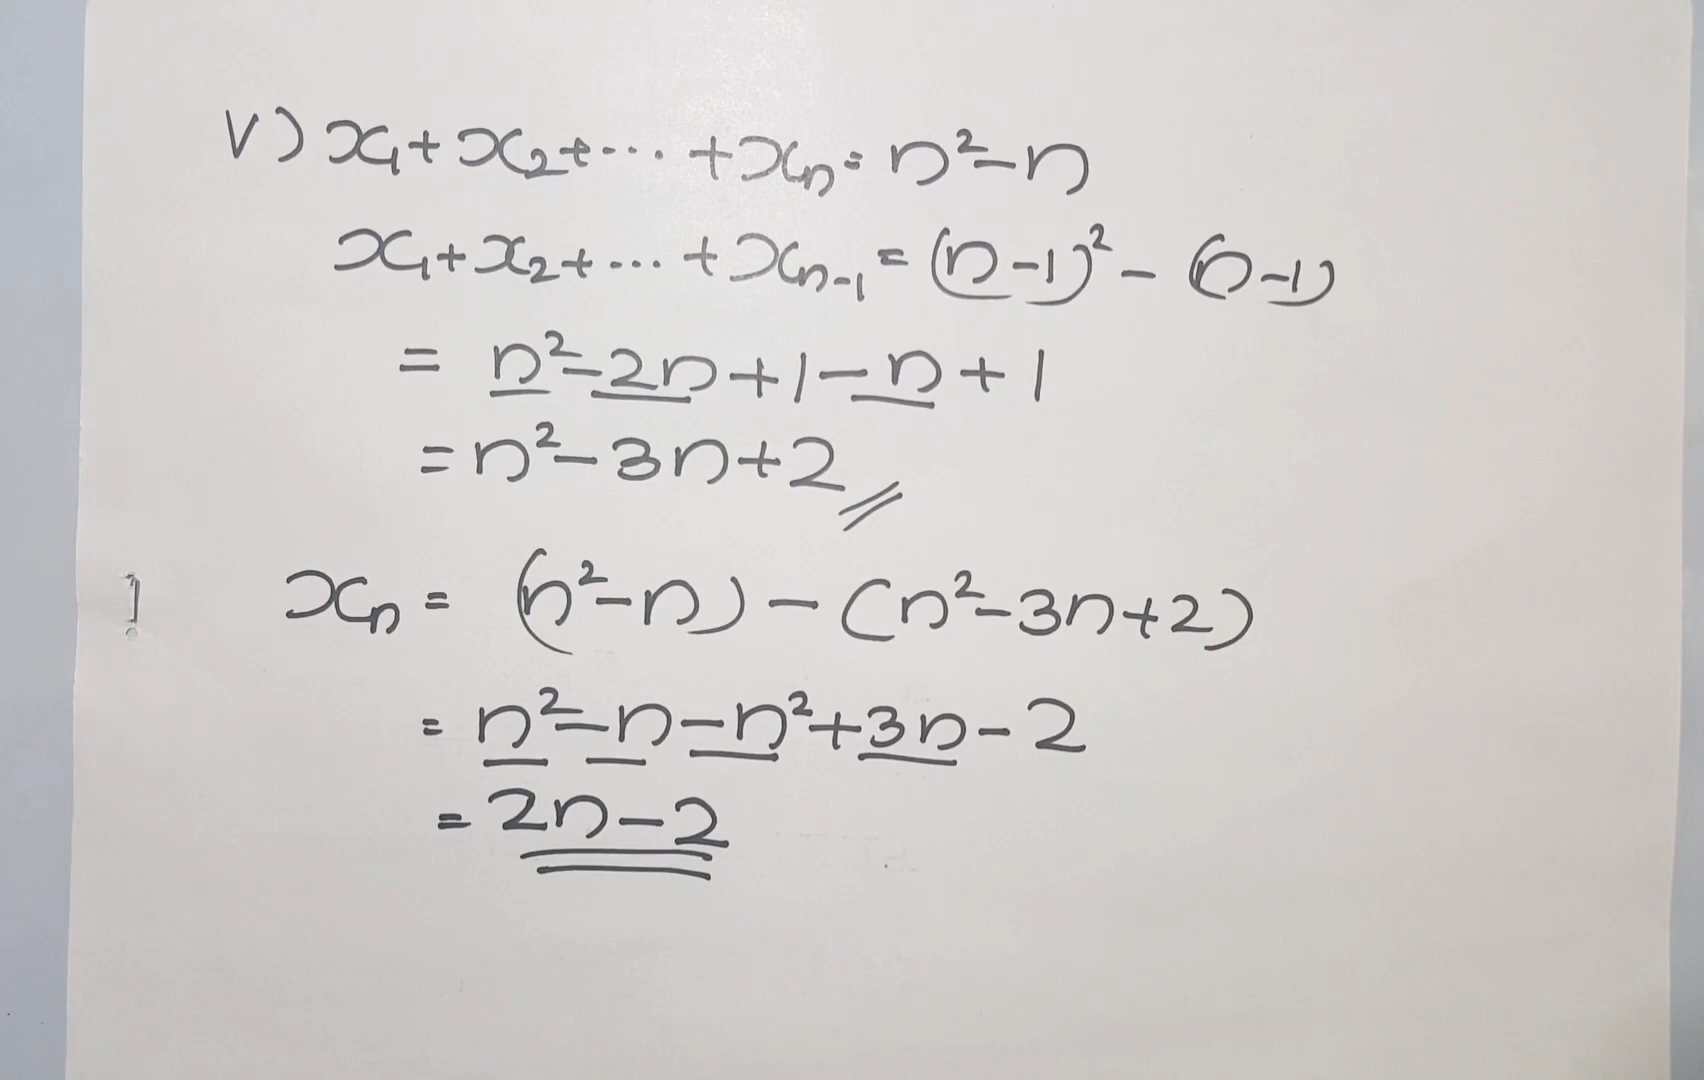 v) x₁+x₂+...+xₙ=n²-n
x₁+x₂+...+xₙ₋₁=(n-1)²-(n-1)
= n²-2n+1-n+1
=n²-3n+2
xₙ= (n²-n)-(n²-3n+2)
= n²-n-n²+3n-2
= 2n-2